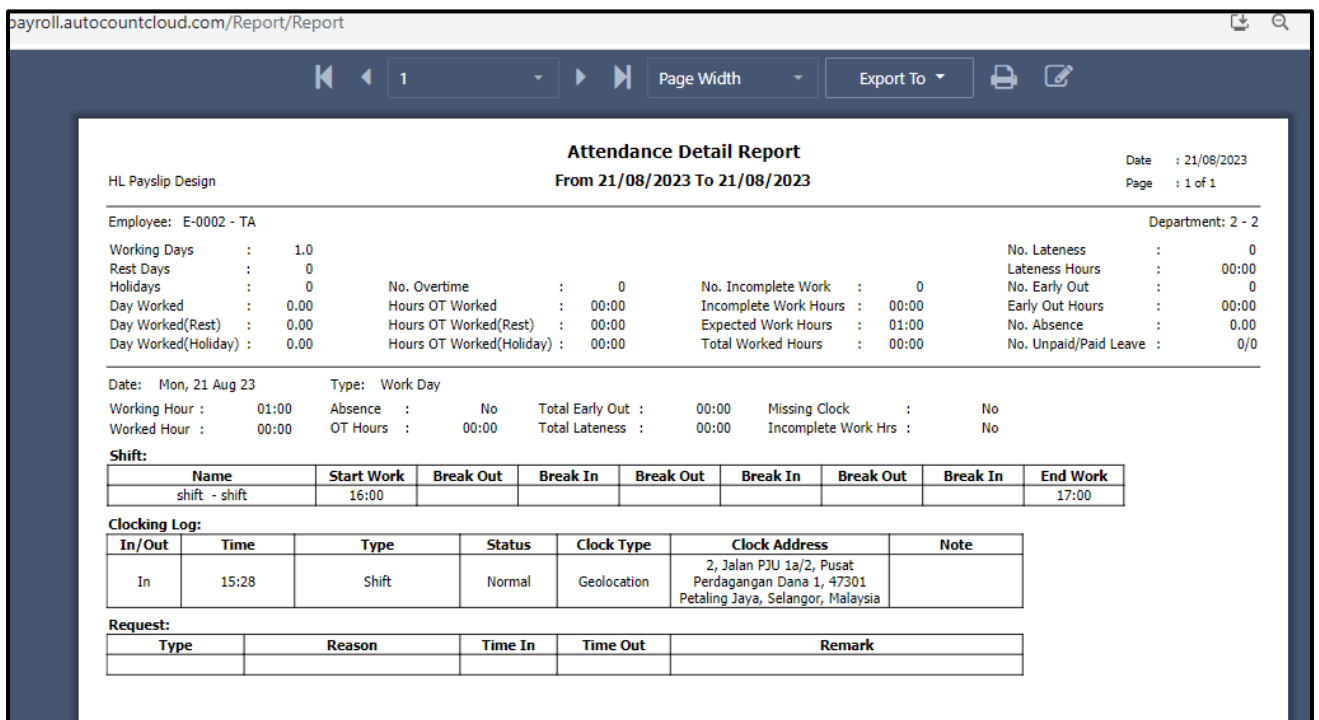 payroll.autocountcloud.com/Report/Report
1 Page Width Export To
Attendance Detail Report
Date : 21/08/2023
HL Payslip Design From 21/08/2023 To 21/08/2023 Page : 1 of 1
Employee: E-0002 - TA Department: 2 - 2
Working Days : 1.0 No. Lateness : 0
Rest Days : 0 Lateness Hours : 00:00
Holidays : 0 No. Overtime : 0 No. Incomplete Work : 0 No. Early Out : 0
Day Worked : 0.00 Hours OT Worked : 00:00 Incomplete Work Hours : 00:00 Early Out Hours : 00:00
Day Worked(Rest) : 0.00 Hours OT Worked(Rest) : 00:00 Expected Work Hours : 01:00 No. Absence : 0.00
Day Worked(Holiday) : 0.00 Hours OT Worked(Holiday) : 00:00 Total Worked Hours : 00:00 No. Unpaid/Paid Leave : 0/0
Date: Mon, 21 Aug 23 Type: Work Day
Working Hour : 01:00 Absence : No Total Early Out : 00:00 Missing Clock : No
Worked Hour : 00:00 OT Hours : 00:00 Total Lateness : 00:00 Incomplete Work Hrs : No
Shift:
Name Start Work Break Out Break In Break Out Break In Break Out Break In End Work
shift - shift 16:00 17:00
Clocking Log:
In/Out Time Type Status Clock Type Clock Address Note
In 15:28 Shift Normal Geolocation 2, Jalan PJU 1a/2, Pusat
Perdagangan Dana 1, 47301
Petaling Jaya, Selangor, Malaysia
Request:
Type Reason Time In Time Out Remark